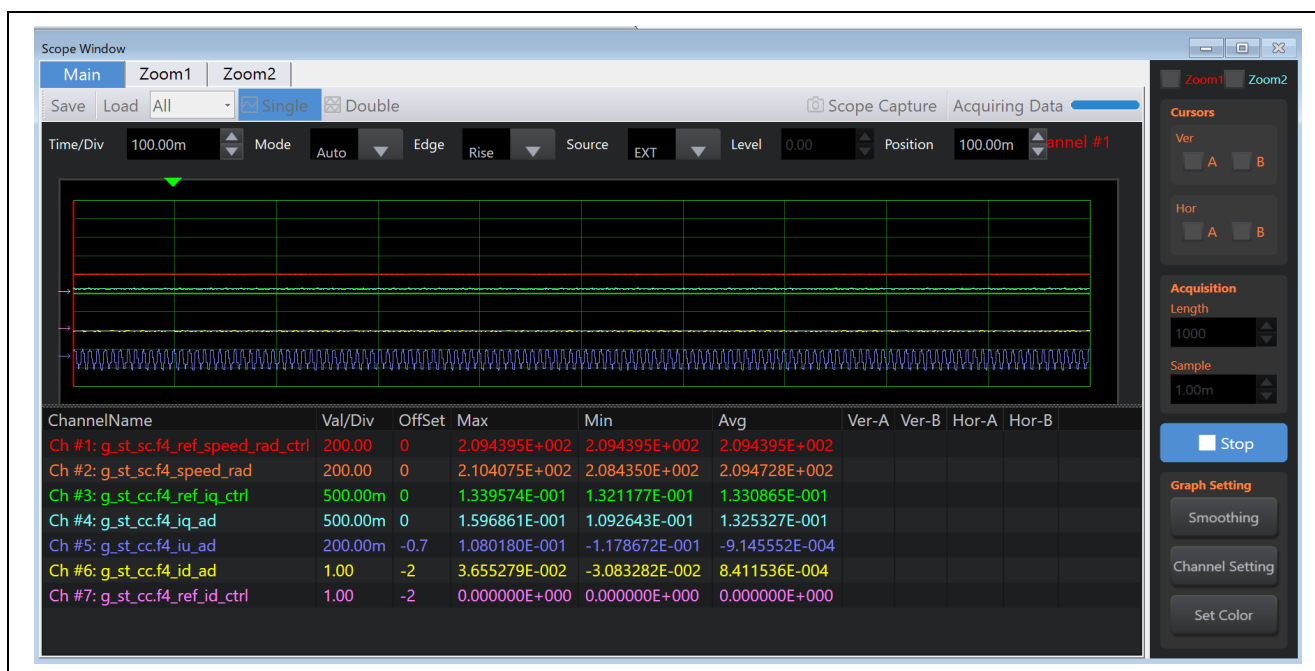 Scope Window
Main Zoom1 Zoom2
Save Load All Single Double Scope Capture Acquiring Data
Time/Div 100.00m Mode Auto Edge Rise Source EXT Level 0.00 Position 100.00m annel #1
ChannelName Val/Div OffSet Max Min Avg Ver-A Ver-B Hor-A Hor-B
Ch #1: g_st_sc.f4_ref_speed_rad_ctrl 200.00 0 2.094395E+002 2.094395E+002 2.094395E+002
Ch #2: g_st_cc.f4_speed_rad 200.00 0 2.104075E+002 2.084350E+002 2.094728E+002
Ch #3: g_st_cc.f4_ref_iq_ctrl 500.00m 0 1.339574E-001 1.321177E-001 1.330865E-001
Ch #4: g_st_cc.f4_iq_ad 500.00m 0 1.596861E-001 1.092643E-001 1.325327E-001
Ch #5: g_st_cc.f4_iu_ad 200.00m -0.7 1.080180E-001 -1.178672E-001 -9.145552E-004
Ch #6: g_st_cc.f4_id_ad 1.00 -2 3.655279E-002 -3.083282E-002 8.411536E-004
Ch #7: g_st_cc.f4_ref_id_ctrl 1.00 -2 0.000000E+000 0.000000E+000 0.000000E+000
Zoom1 Zoom2
Cursors
Ver
A B
Hor
A B
Acquisition
Length
1000
Sample
1.00m
Stop
Graph Setting
Smoothing
Channel Setting
Set Color